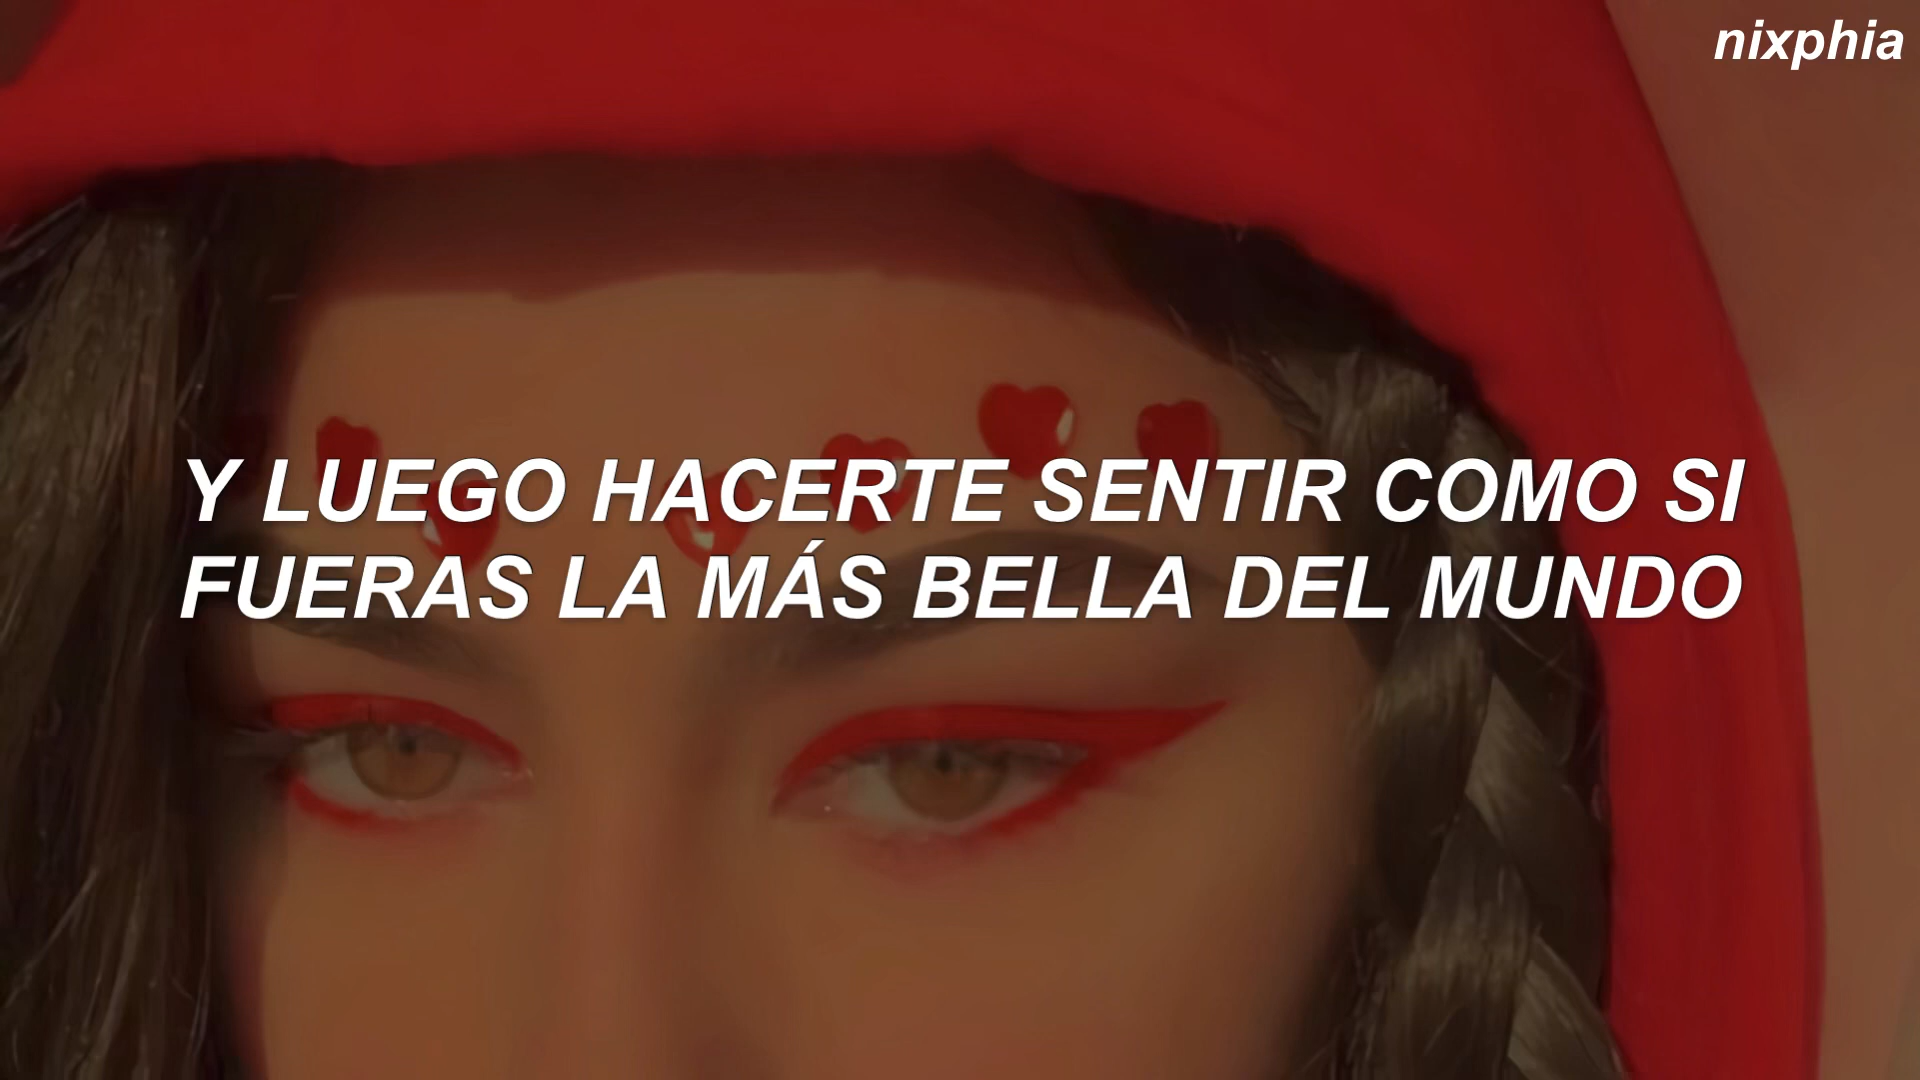 nixphia
Y LUEGO HACERTE SENTIR COMO SI
FUERAS LA MÁS BELLA DEL MUNDO